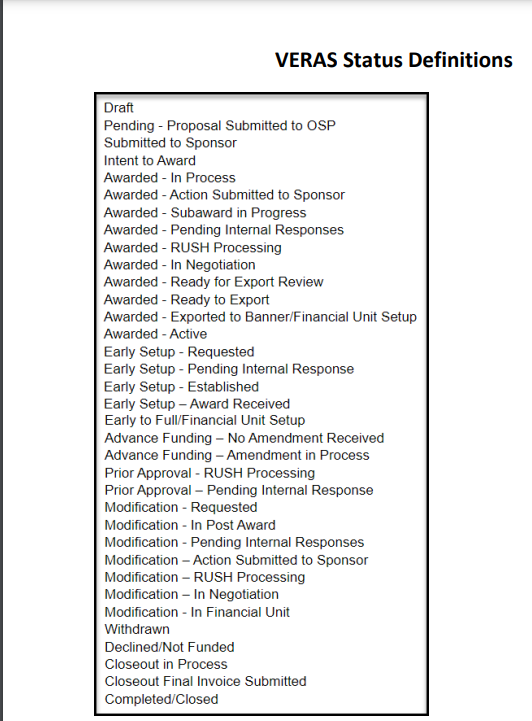 VERAS Status Definitions
Draft
Pending - Proposal Submitted to OSP
Submitted to Sponsor
Intent to Award
Awarded - In Process
Awarded - Action Submitted to Sponsor
Awarded - Subaward in Progress
Awarded - Pending Internal Responses
Awarded - RUSH Processing
Awarded - In Negotiation
Awarded - Ready for Export Review
Awarded - Ready to Export
Awarded - Exported to Banner/Financial Unit Setup
Awarded - Active
Early Setup - Requested
Early Setup - Pending Internal Response
Early Setup - Established
Early Setup – Award Received
Early to Full/Financial Unit Setup
Advance Funding – No Amendment Received
Advance Funding – Amendment in Process
Prior Approval - RUSH Processing
Prior Approval – Pending Internal Response
Modification - Requested
Modification - In Post Award
Modification - Pending Internal Responses
Modification – Action Submitted to Sponsor
Modification – RUSH Processing
Modification – In Negotiation
Modification - In Financial Unit
Withdrawn
Declined/Not Funded
Closeout in Process
Closeout Final Invoice Submitted
Completed/Closed